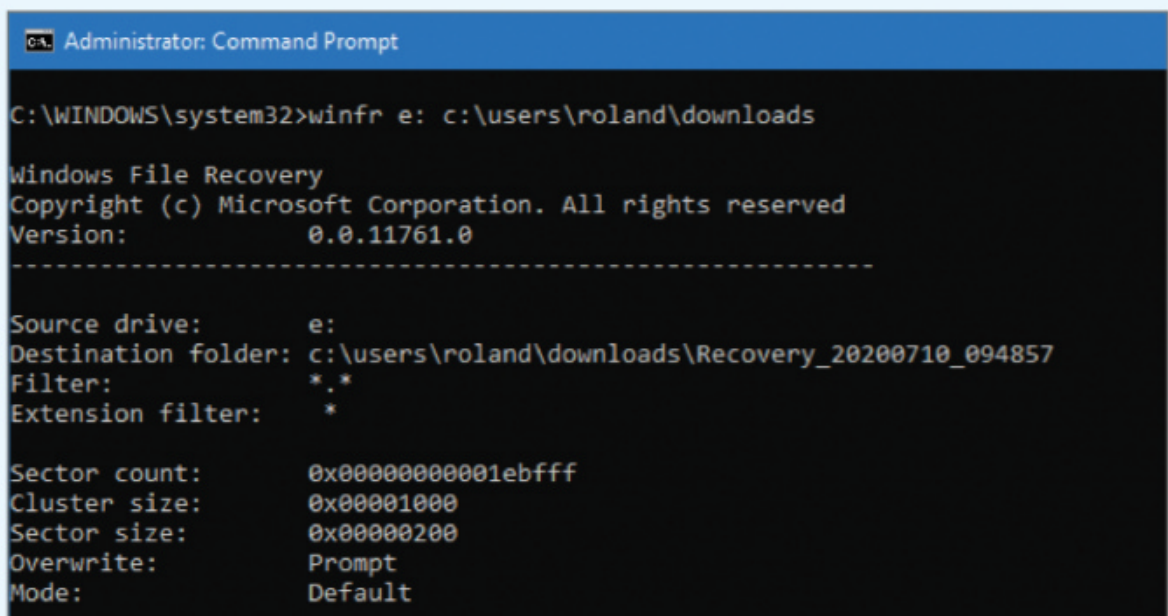 Administrator: Command Prompt
C:\WINDOWS\system32>winfr e: c:\users\roland\downloads
Windows File Recovery
Copyright (c) Microsoft Corporation. All rights reserved
Version: 0.0.11761.0
----------------------------------------------------------
Source drive: e:
Destination folder: c:\users\roland\downloads\Recovery_20200710_094857
Filter: *.*
Extension filter: *
Sector count: 0x00000000001ebfff
Cluster size: 0x00001000
Sector size: 0x00000200
Overwrite: Prompt
Mode: Default